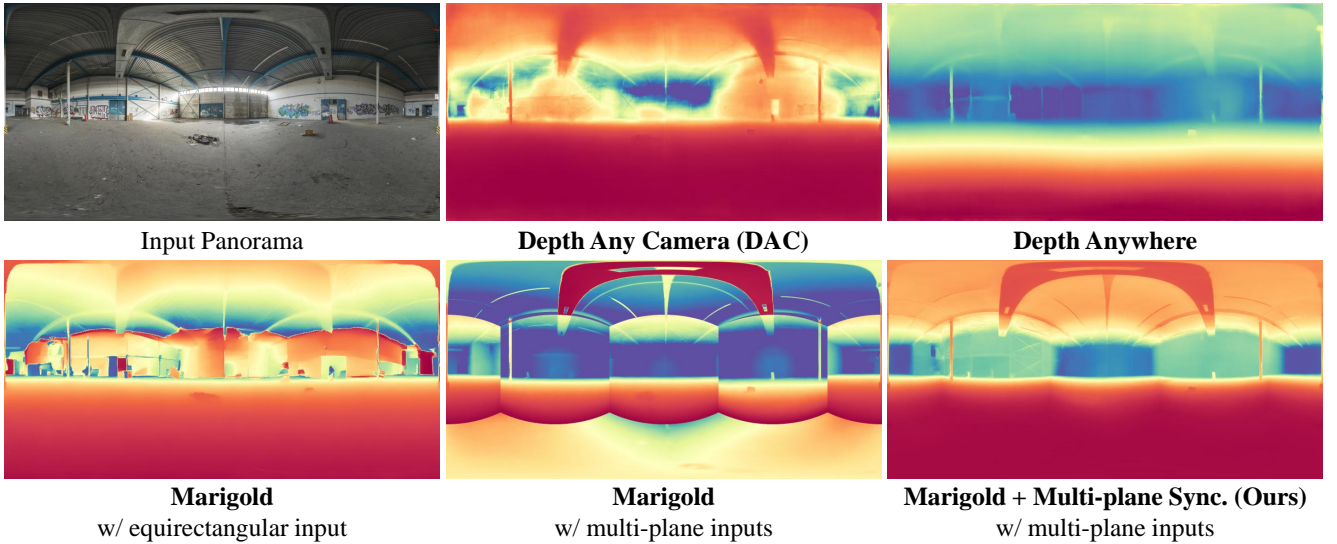 Input Panorama
Depth Any Camera (DAC)
Depth Anywhere
Marigold
w/ equirectangular input
Marigold
w/ multi-plane inputs
Marigold + Multi-plane Sync. (Ours)
w/ multi-plane inputs